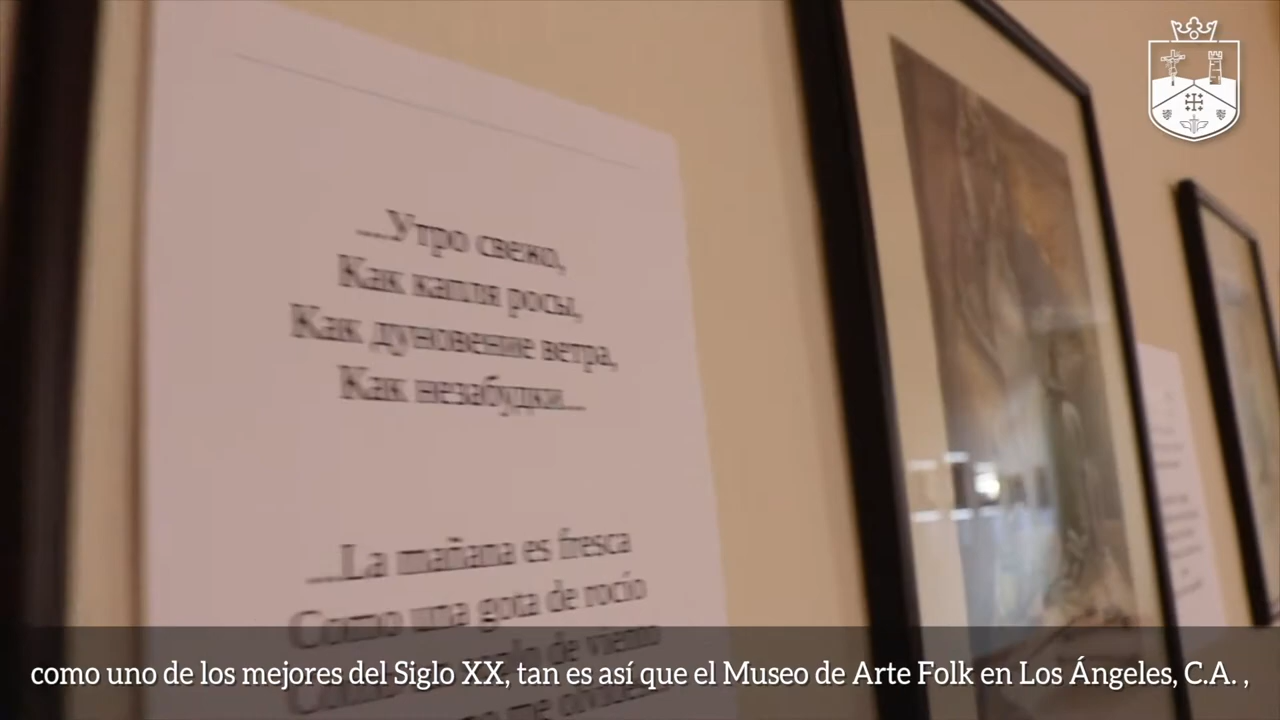 ...Утро свежо,
Как капля росы,
Как дуновение ветра,
Как незабудки...
...La mañana es fresca
Como una gota de rocío
de viento
como uno de los mejores del Siglo XX, tan es así que el Museo de Arte Folk en Los Ángeles, C.A. ,